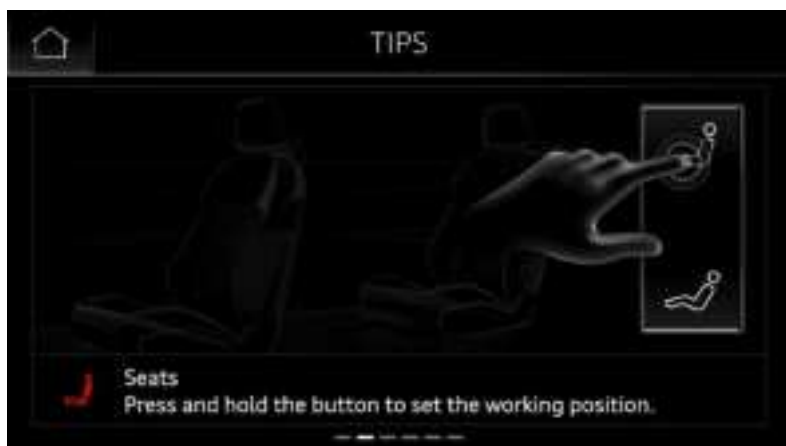 TIPS
Seats
Press and hold the button to set the working position.